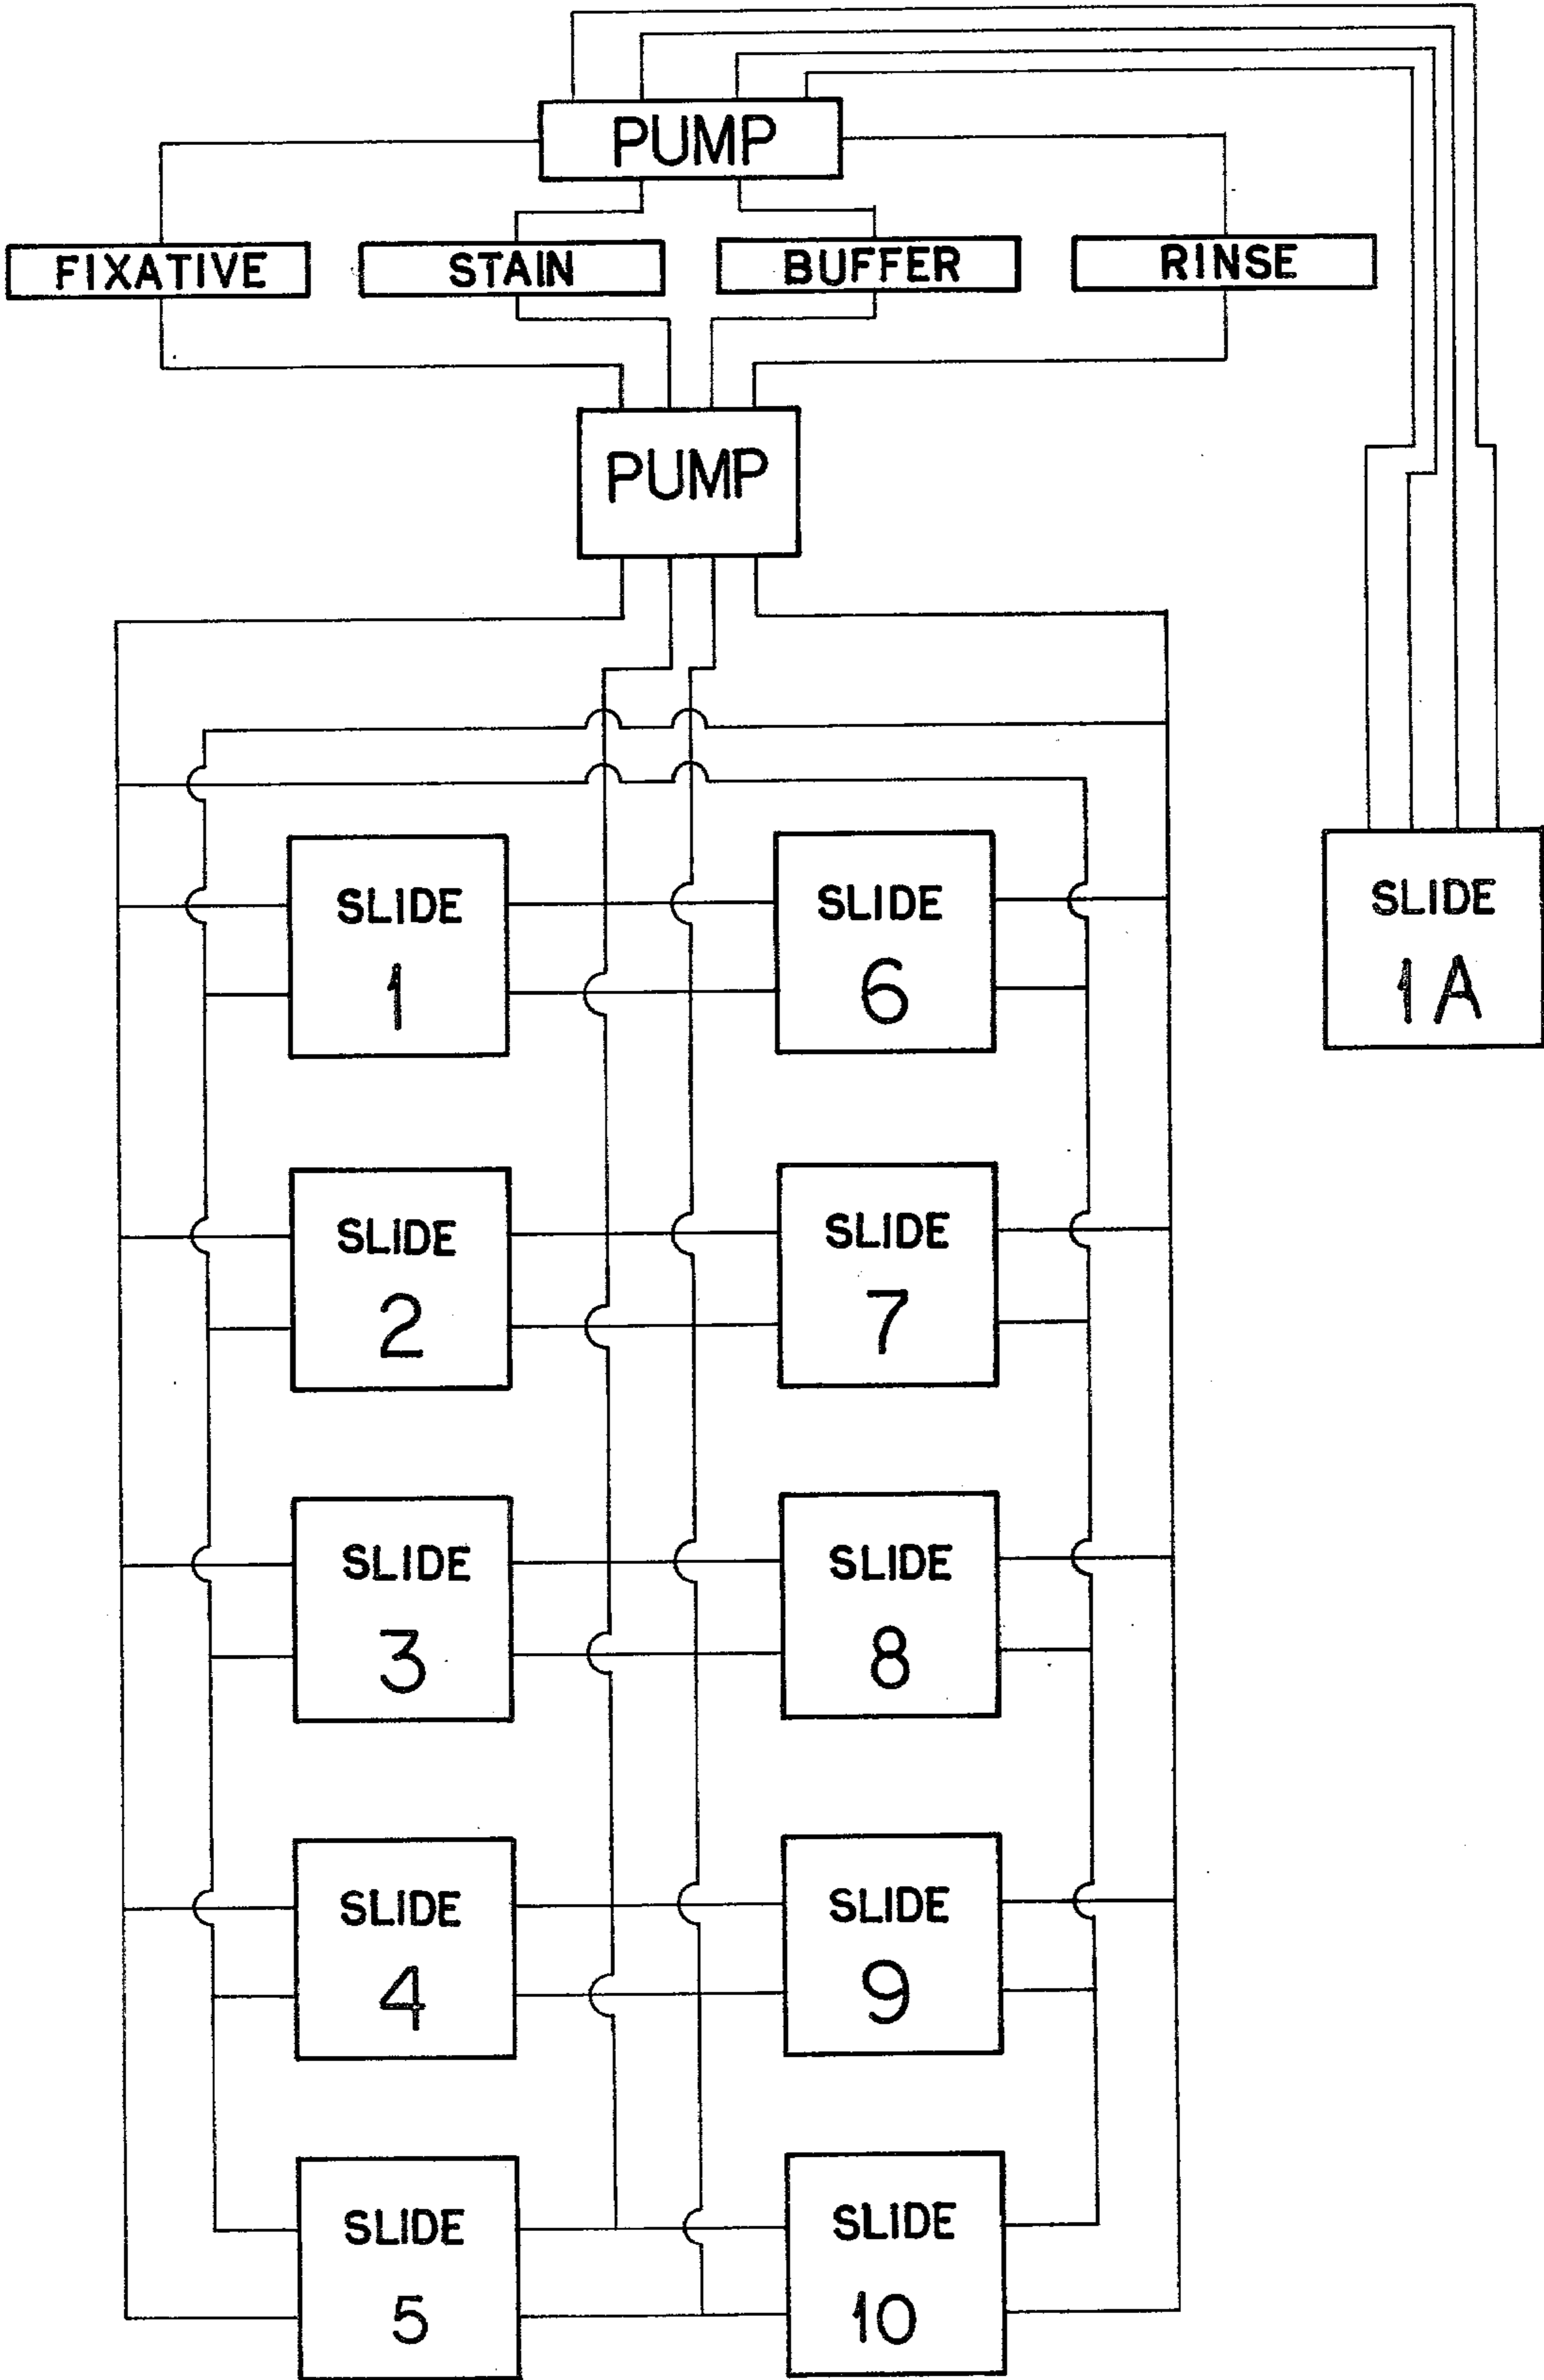 PUMP
FIXATIVE
STAIN
BUFFER
RINSE
PUMP
SLIDE
1
SLIDE
6
SLIDE
1A
SLIDE
2
SLIDE
7
SLIDE
3
SLIDE
8
SLIDE
4
SLIDE
9
SLIDE
5
SLIDE
10